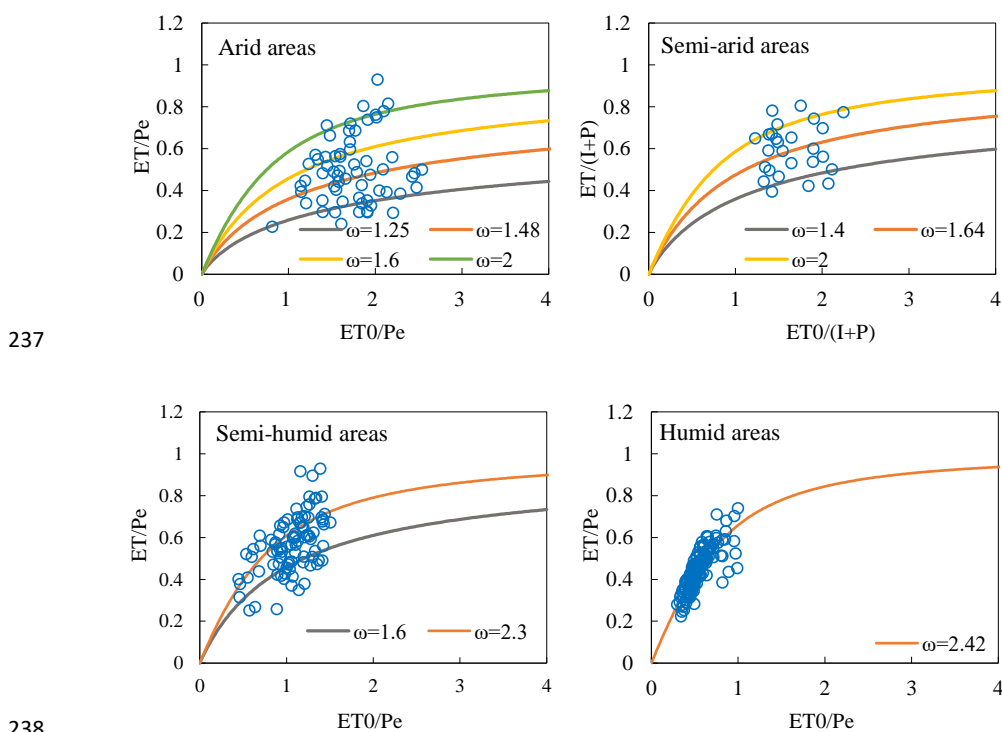 Arid areas
1.2
1
0.8
0.6
0.4
0.2
0
ET/Pe
ω=1.25
ω=1.48
ω=1.6
ω=2
0 1 2 3 4
ET0/Pe
Semi-arid areas
1.2
1
0.8
0.6
0.4
0.2
0
ET/(I+P)
ω=1.4
ω=1.64
ω=2
0 1 2 3 4
ET0/(I+P)
237
Semi-humid areas
1.2
1
0.8
0.6
0.4
0.2
0
ET/Pe
ω=1.6
ω=2.3
0 1 2 3 4
ET0/Pe
Humid areas
1.2
1
0.8
0.6
0.4
0.2
0
ET/Pe
ω=2.42
0 1 2 3 4
ET0/Pe
238